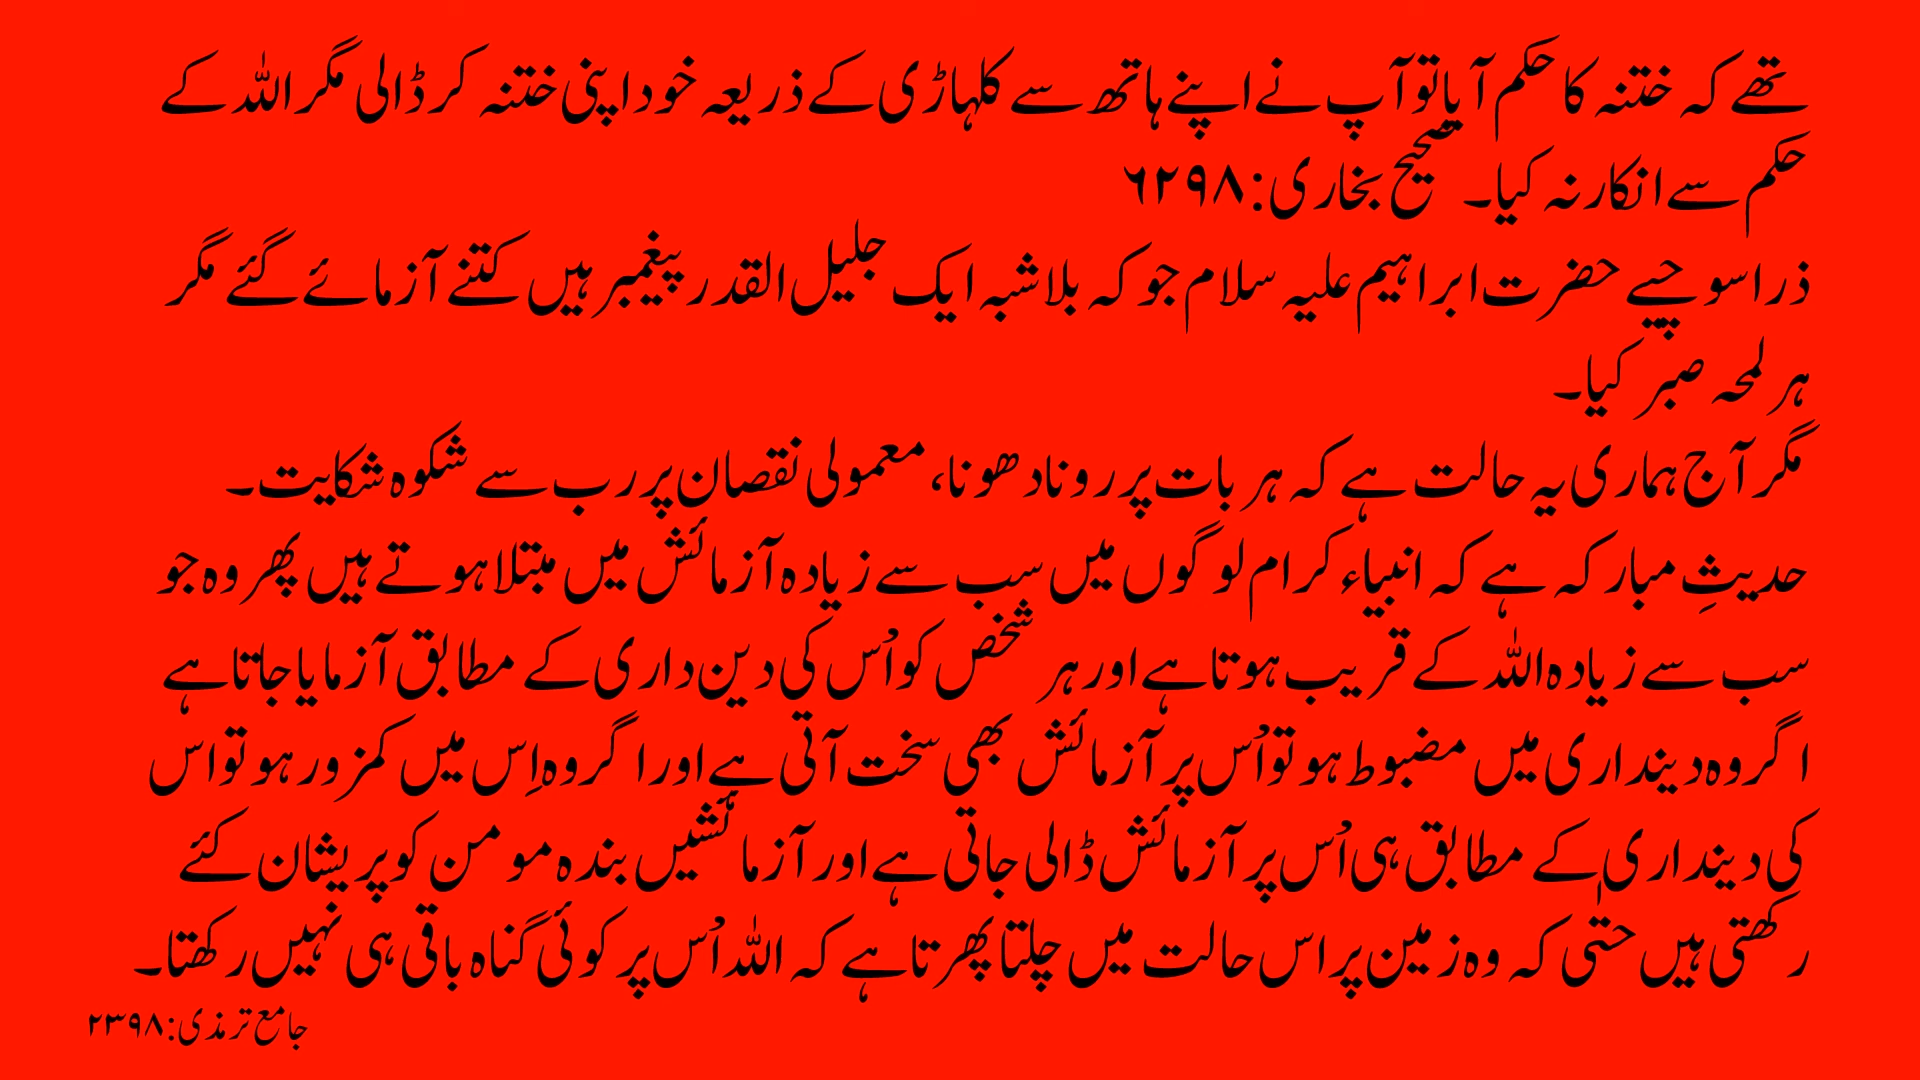 تھے کہ ختنہ کا حکم آیا تو آپ نے اپنے ہاتھ سے کلہاڑی کے ذریعہ خود اپنی ختنہ کر ڈالی مگر اللہ کے
حکم سے انکار نہ کیا۔ صحیح بخاری: ۶۲۹۸
ذرا سوچیے حضرت ابراہیم علیہ سلام جو کہ بلاشبہ ایک جلیل القدر پیغمبر ہیں کتنے آزمائے گئے مگر
ہر لمحہ صبر کیا۔
مگر آج ہماری یہ حالت ہے کہ ہر بات پر رونا دھونا، معمولی نقصان پر رب سے شکوہ شکایت۔
حدیثِ مبارکہ ہے کہ انبیاء کرام لوگوں میں سب سے زیادہ آزمائش میں مبتلا ہوتے ہیں پھر وہ جو
سب سے زیادہ اللہ کے قریب ہوتا ہے اور ہر شخص کو اُس کی دین داری کے مطابق آزمایا جاتا ہے
اگر وہ دینداری میں مضبوط ہو تو اُس پر آزمائش بھی سخت آتی ہے اور اگر وہ اِس میں کمزور ہو تو اس
کی دینداری کے مطابق ہی اُس پر آزمائش ڈالی جاتی ہے اور آزمائشیں بندہ مومن کو پریشان کئے
رکھتی ہیں حتٰی کہ وہ زمین پر اس حالت میں چلتا پھرتا ہے کہ اللہ اُس پر کوئی گناہ باقی ہی نہیں رکھتا۔
جامع ترمذی: ۲۳۹۸